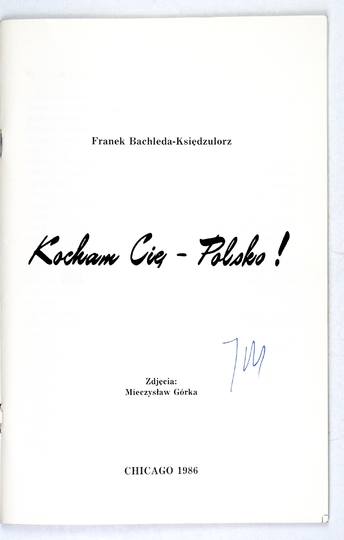 Franek Bachleda-Księdzulorz
Kocham Cię - Polsko!
Zdjęcia:
Mieczysław Górka
CHICAGO 1986